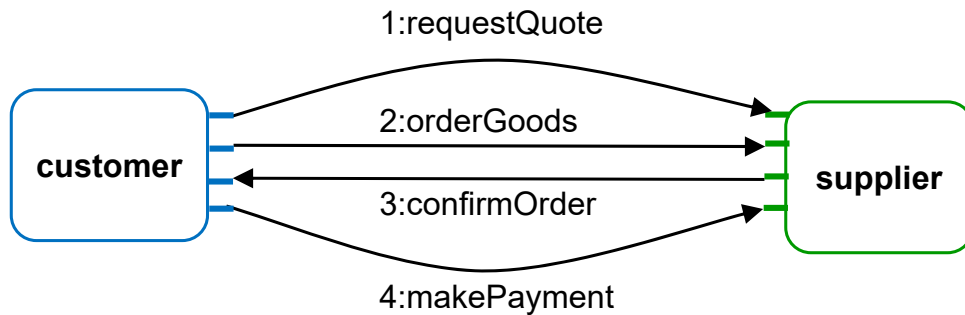 1:requestQuote
2:orderGoods
customer
supplier
3:confirmOrder
4:makePayment